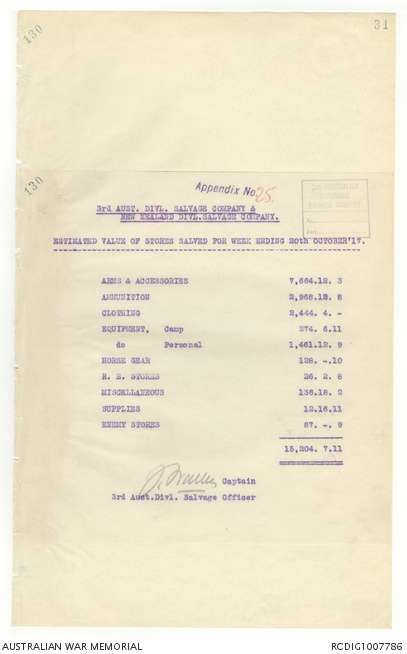 130
31
130
Appendix No 25.
3rd AUST. DIVL. SALVAGE COMPANY &
NEW ZEALAND DIVL. SALVAGE COMPANY.
ESTIMATED VALUE OF STORES SALVED FOR WEEK ENDING 20th OCTOBER'17.
ARMS & ACCESSORIES 7,664.12. 3
AMMUNITION 2,968.13. 8
CLOTHING 2,444. 4. -
EQUIPMENT, Camp 274. 6.11
do Personal 1,461.12. 9
HORSE GEAR 128. -.10
R. E. STORES 26. 2. 8
MISCELLANEOUS 136.18. 2
SUPPLIES 12.16.11
ENEMY STORES 87. -. 9
15,204. 7.11
Captain
3rd Aust.Divl. Salvage Officer
AUSTRALIAN WAR MEMORIAL
RCDIG1007786